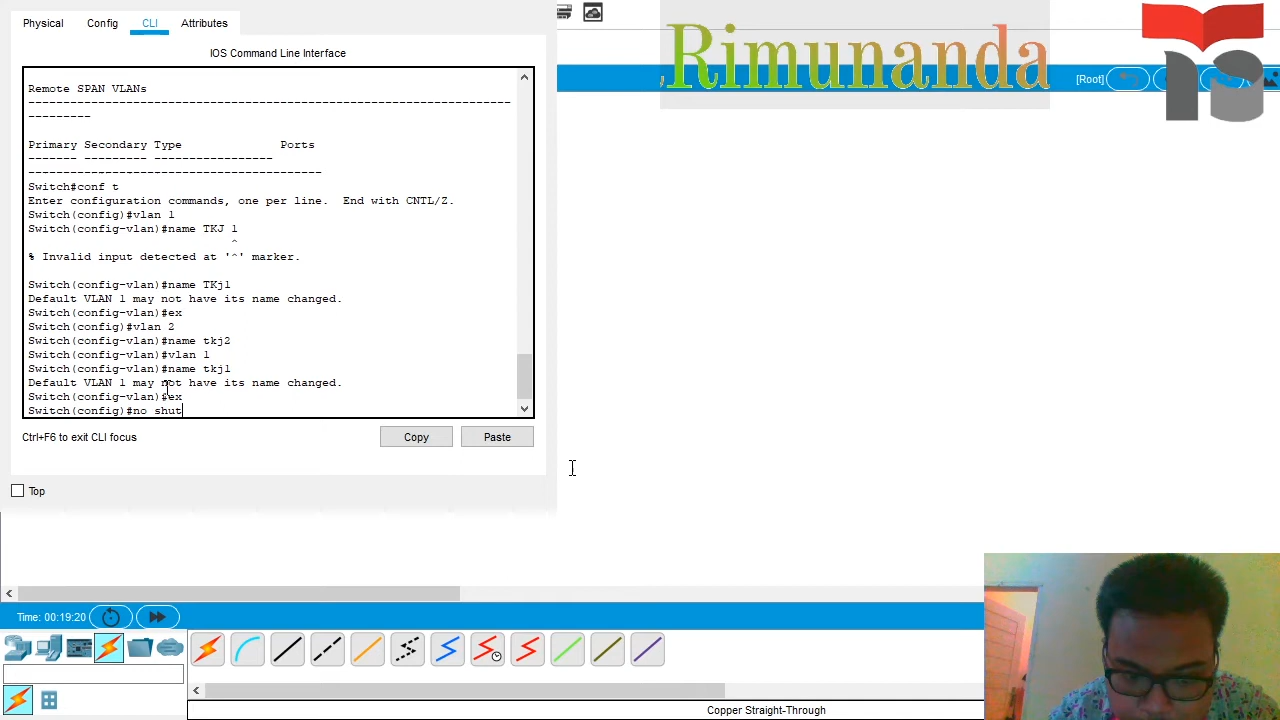 Physical
Config
CLI
Attributes
Rimunanda
[Root]
IOS Command Line Interface
Remote SPAN VLANs
------------------------------------------------------------------------------
---------
Primary Secondary Type Ports
------- ---------- ----------------- 
------------------------------------------
Switch#conf t
Enter configuration commands, one per line. End with CNTL/Z.
Switch(config)#vlan 1
Switch(config-vlan)#name TKJ 1
^
% Invalid input detected at '^' marker.
Switch(config-vlan)#name TKj1
Default VLAN 1 may not have its name changed.
Switch(config-vlan)#ex
Switch(config)#vlan 2
Switch(config-vlan)#name tkj2
Switch(config-vlan)#vlan 1
Switch(config-vlan)#name tkj1
Default VLAN 1 may not have its name changed.
Switch(config-vlan)#ex
Switch(config)#no shut
Ctrl+F6 to exit CLI focus
Copy
Paste
Top
Time: 00:19:20
Copper Straight-Through